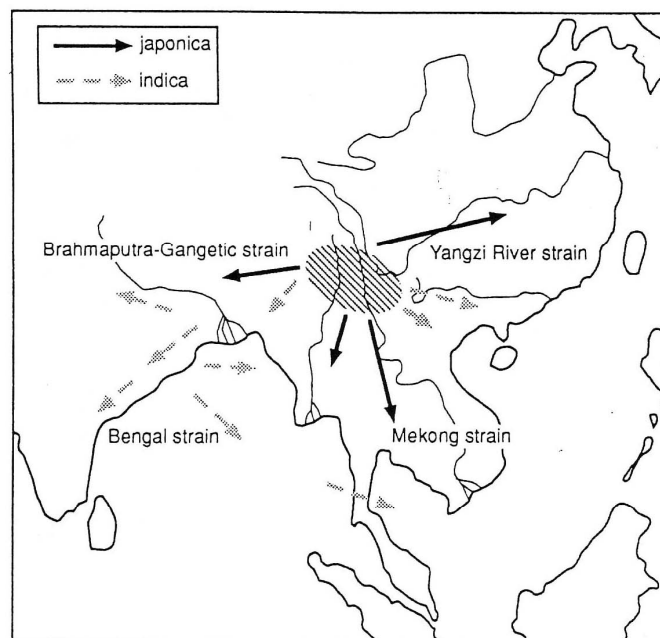 japonica
indica
Brahmaputra-Gangetic strain
Yangzi River strain
Bengal strain
Mekong strain